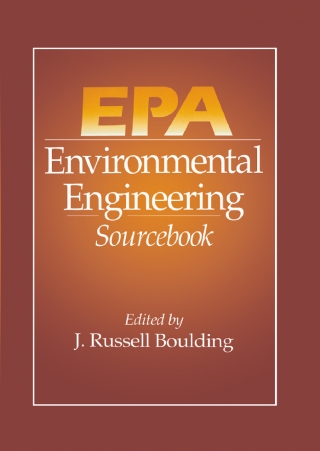 EPA
Environmental
Engineering
Sourcebook
Edited by
J. Russell Boulding